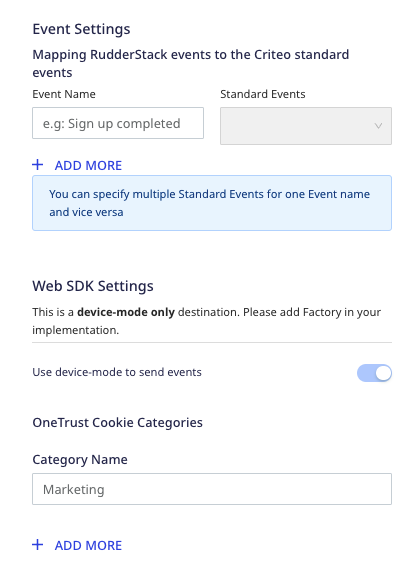 Event Settings
Mapping RudderStack events to the Criteo standard
events
Event Name
Standard Events
e.g: Sign up completed
+ ADD MORE
You can specify multiple Standard Events for one Event name
and vice versa
Web SDK Settings
This is a device-mode only destination. Please add Factory in your
implementation.
Use device-mode to send events
OneTrust Cookie Categories
Category Name
Marketing
+ ADD MORE